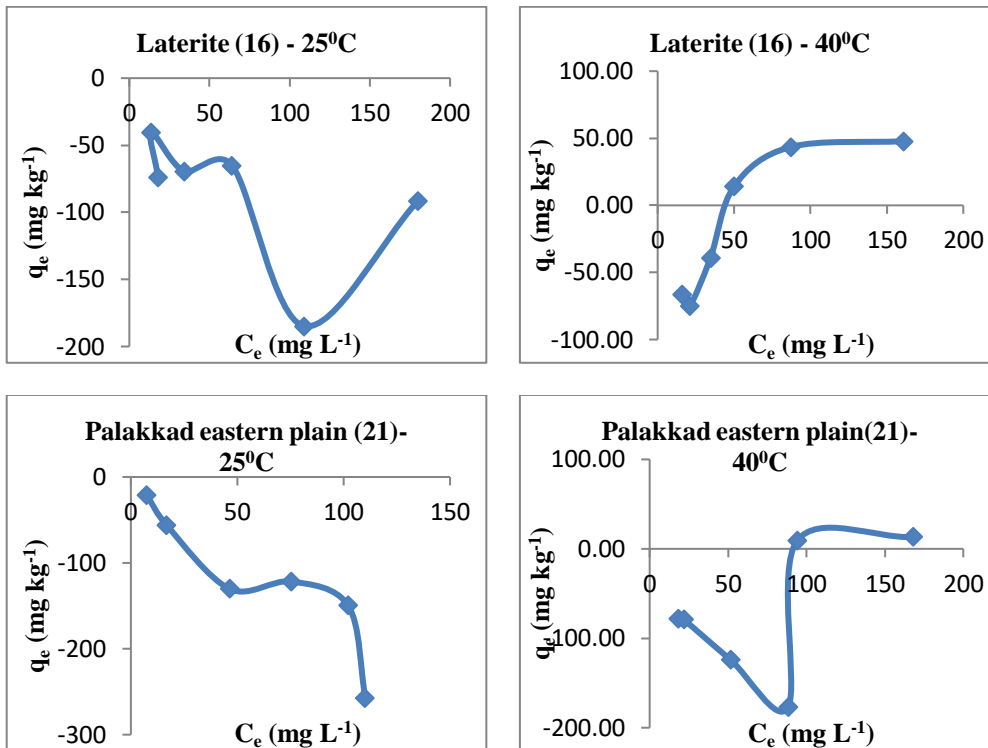 Laterite (16) - 25⁰C
0
0 50 100 150 200
-50
-100
-150
-200
qₑ (mg kg⁻¹)
Cₑ (mg L⁻¹)
Laterite (16) - 40⁰C
100.00
50.00
0.00
0 50 100 150 200
-50.00
-100.00
qₑ (mg kg⁻¹)
Cₑ (mg L⁻¹)
Palakkad eastern plain (21)-
25⁰C
0
0 50 100 150
-100
-200
-300
qₑ (mg kg⁻¹)
Cₑ (mg L⁻¹)
Palakkad eastern plain(21)-
40⁰C
100.00
0.00
0 50 100 150 200
-100.00
-200.00
qₑ (mg kg⁻¹)
Cₑ (mg L⁻¹)